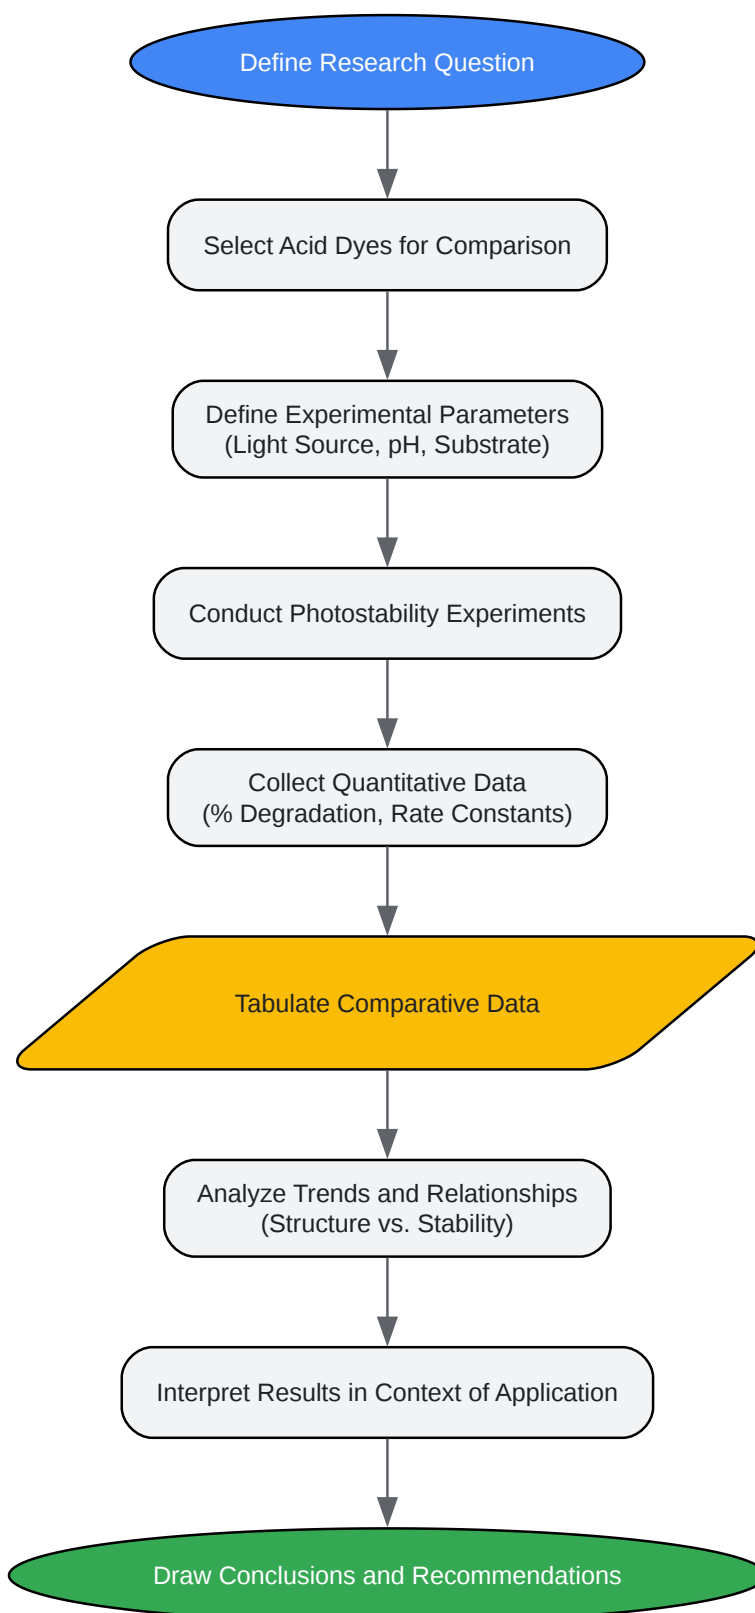 Define Research Question
Select Acid Dyes for Comparison
Define Experimental Parameters
(Light Source, pH, Substrate)
Conduct Photostability Experiments
Collect Quantitative Data
(% Degradation, Rate Constants)
Tabulate Comparative Data
Analyze Trends and Relationships
(Structure vs. Stability)
Interpret Results in Context of Application
Draw Conclusions and Recommendations